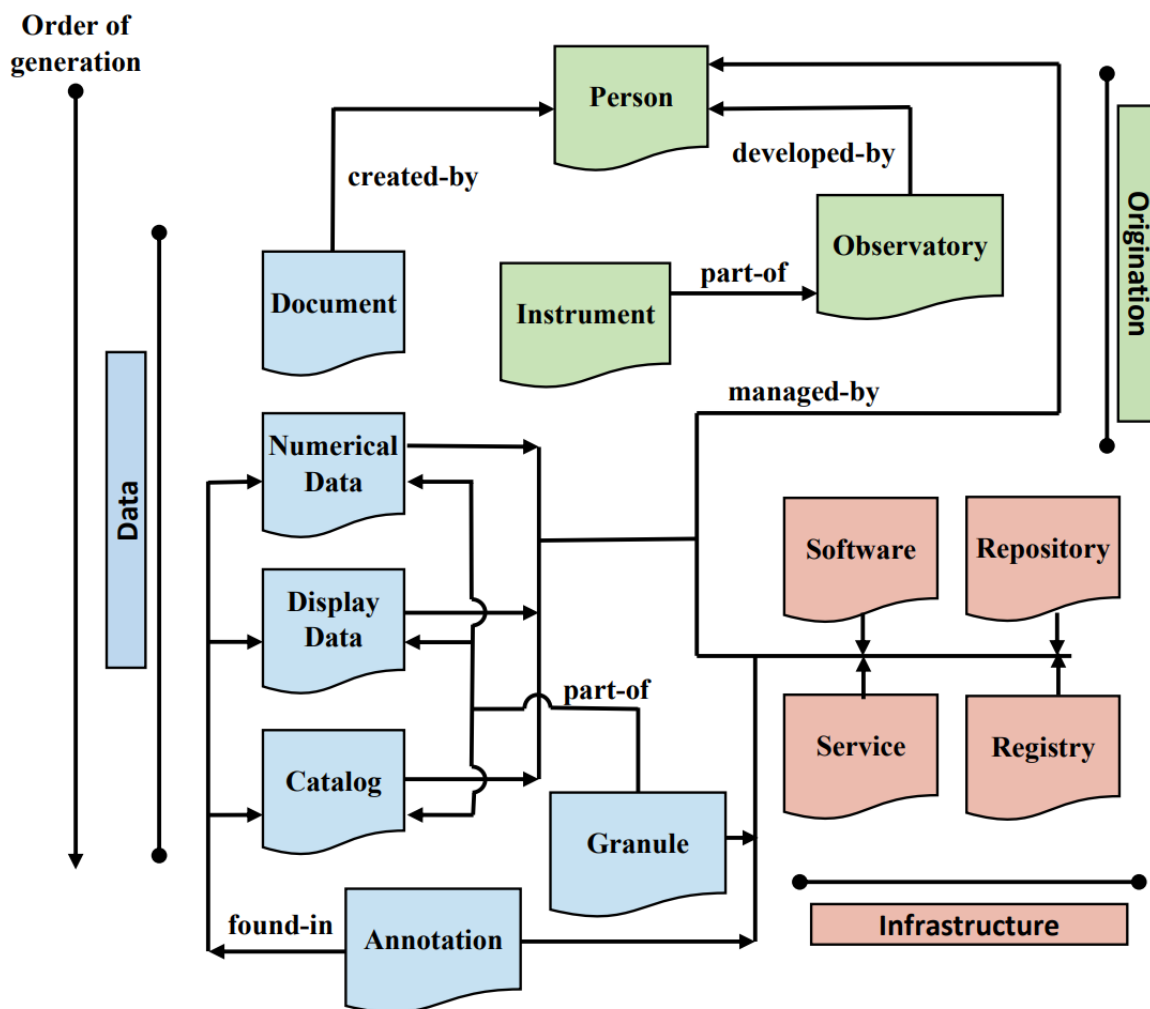 Order of
generation
Person
created-by
developed-by
Origination
Document
Instrument
part-of
Observatory
managed-by
Data
Numerical
Data
Software
Repository
Display
Data
part-of
Service
Registry
Catalog
Granule
Infrastructure
found-in
Annotation